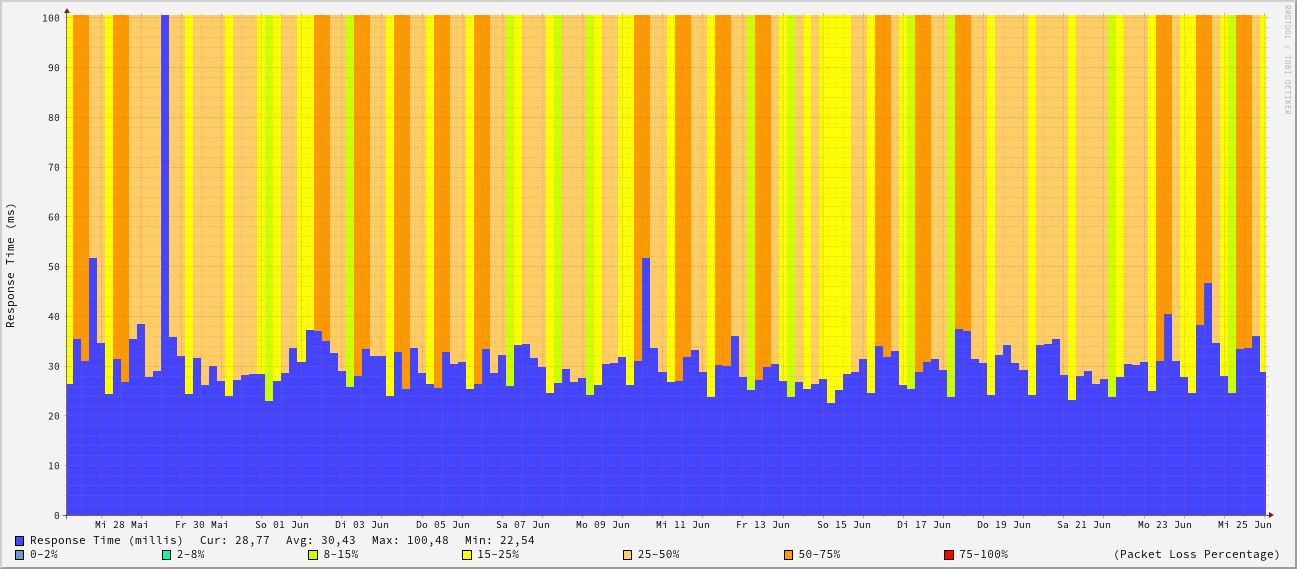 RRDTOOL / TOBI OETIKER
Response Time (ms)
100
90
80
70
60
50
40
30
20
10
0
Mi 28 Mai Fr 30 Mai So 01 Jun Di 03 Jun Do 05 Jun Sa 07 Jun Mo 09 Jun Mi 11 Jun Fr 13 Jun So 15 Jun Di 17 Jun Do 19 Jun Sa 21 Jun Mo 23 Jun Mi 25 Jun
Response Time (millis) Cur: 28,77 Avg: 30,43 Max: 100,48 Min: 22,54
0-2% 2-8% 8-15% 15-25% 25-50% 50-75% 75-100% (Packet Loss Percentage)